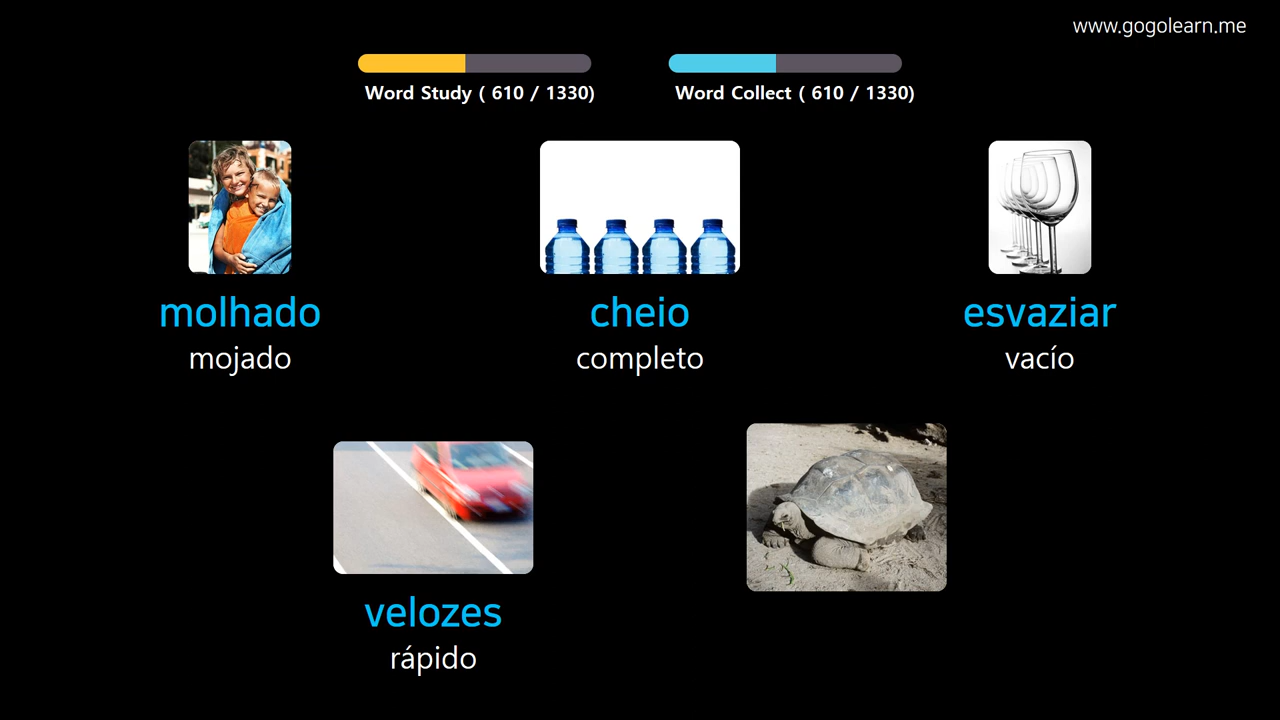 www.gogolearn.me
Word Study ( 610 / 1330)
Word Collect ( 610 / 1330)
molhado
mojado
cheio
completo
esvaziar
vacío
velozes
rápido